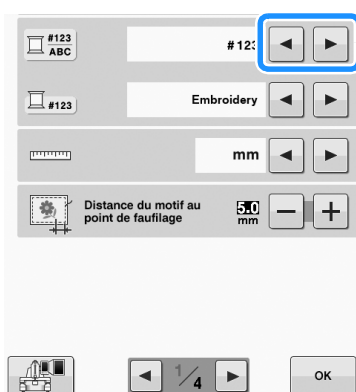 #123
ABC
#123
#123
Embroidery
mm
Distance du motif au
point de faufilage
5.0
mm
1/4
OK